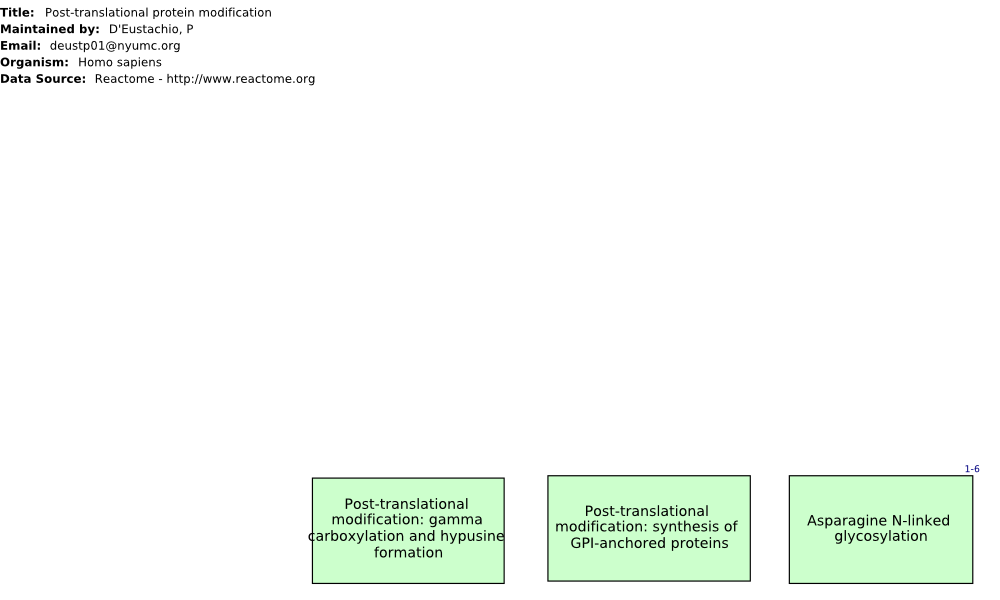 Title: Post-translational protein modification
Maintained by: D'Eustachio, P
Email: deustp01@nyumc.org
Organism: Homo sapiens
Data Source: Reactome - http://www.reactome.org
1-6
Post-translational
modification: gamma
carboxylation and hypusine
formation
Post-translational
modification: synthesis of
GPI-anchored proteins
Asparagine N-linked
glycosylation